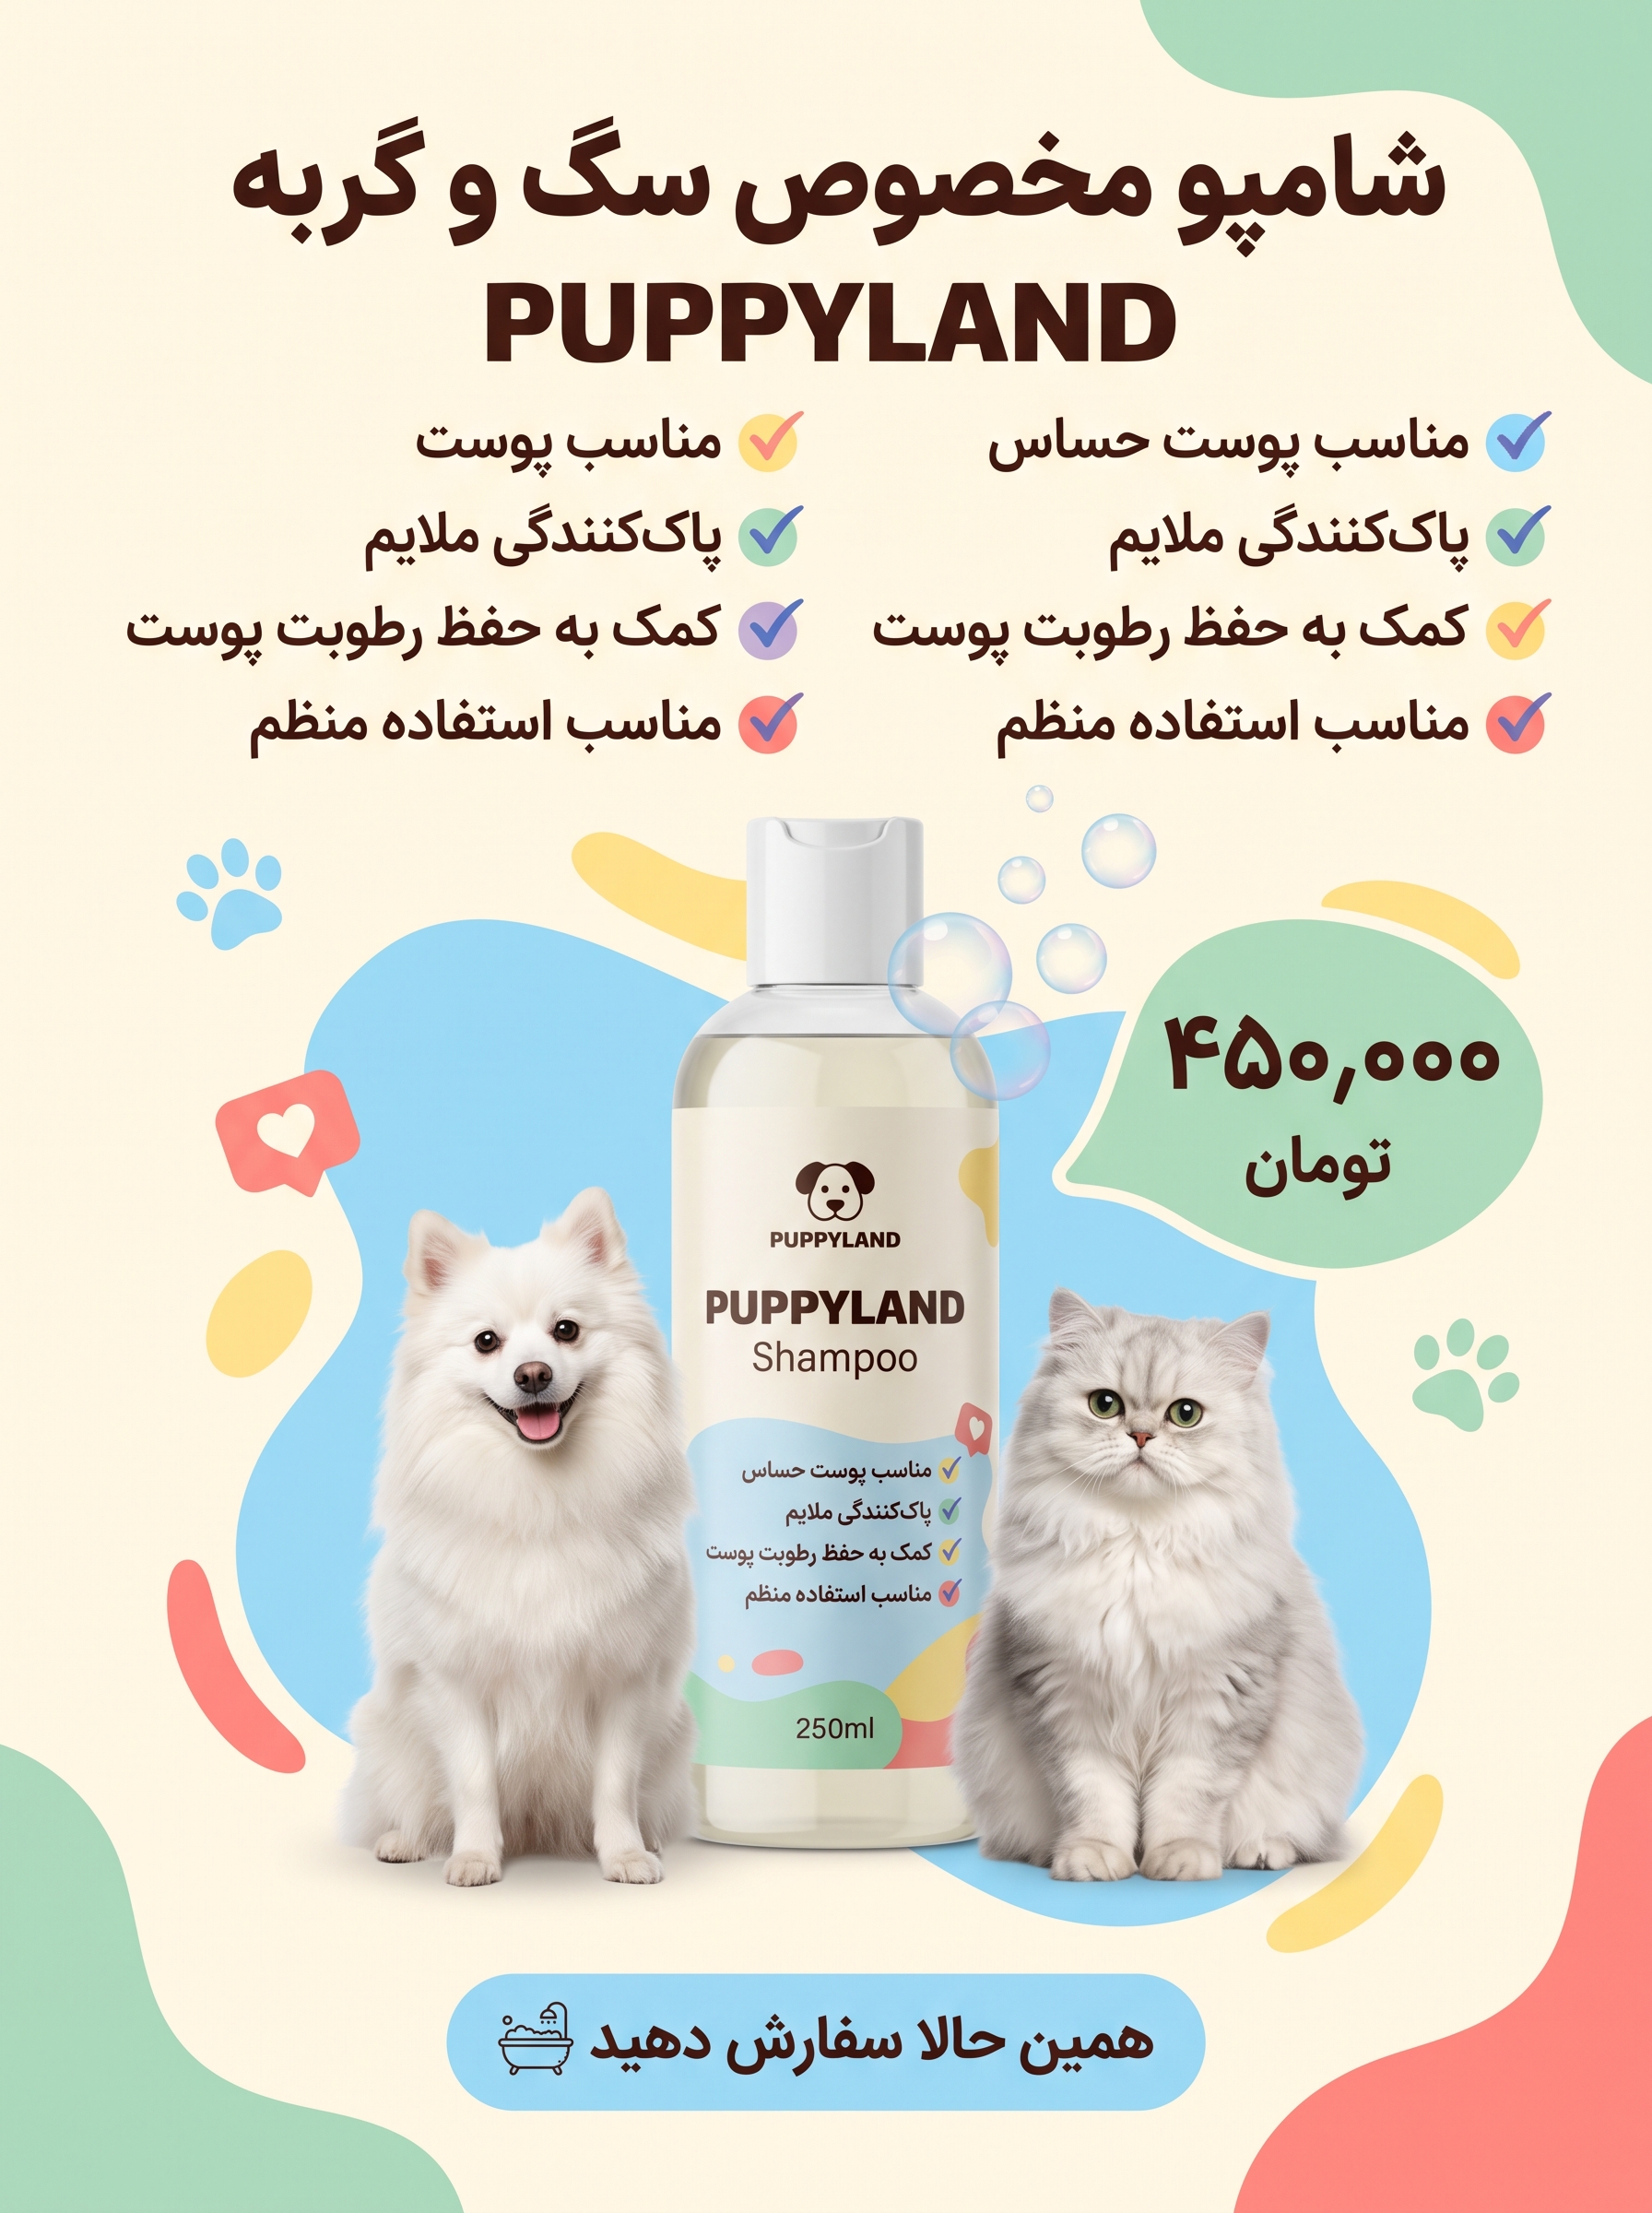 شامپو مخصوص سگ و گربه
PUPPYLAND
مناسب پوست حساس
پاک‌کنندگی ملایم
کمک به حفظ رطوبت پوست
مناسب استفاده منظم
مناسب پوست
پاک‌کنندگی ملایم
کمک به حفظ رطوبت پوست
مناسب استفاده منظم
۴۵۰,۰۰۰
تومان
PUPPYLAND
PUPPYLAND
Shampoo
مناسب پوست حساس
پاک‌کنندگی ملایم
کمک به حفظ رطوبت پوست
مناسب استفاده منظم
250ml
همین حالا سفارش دهید